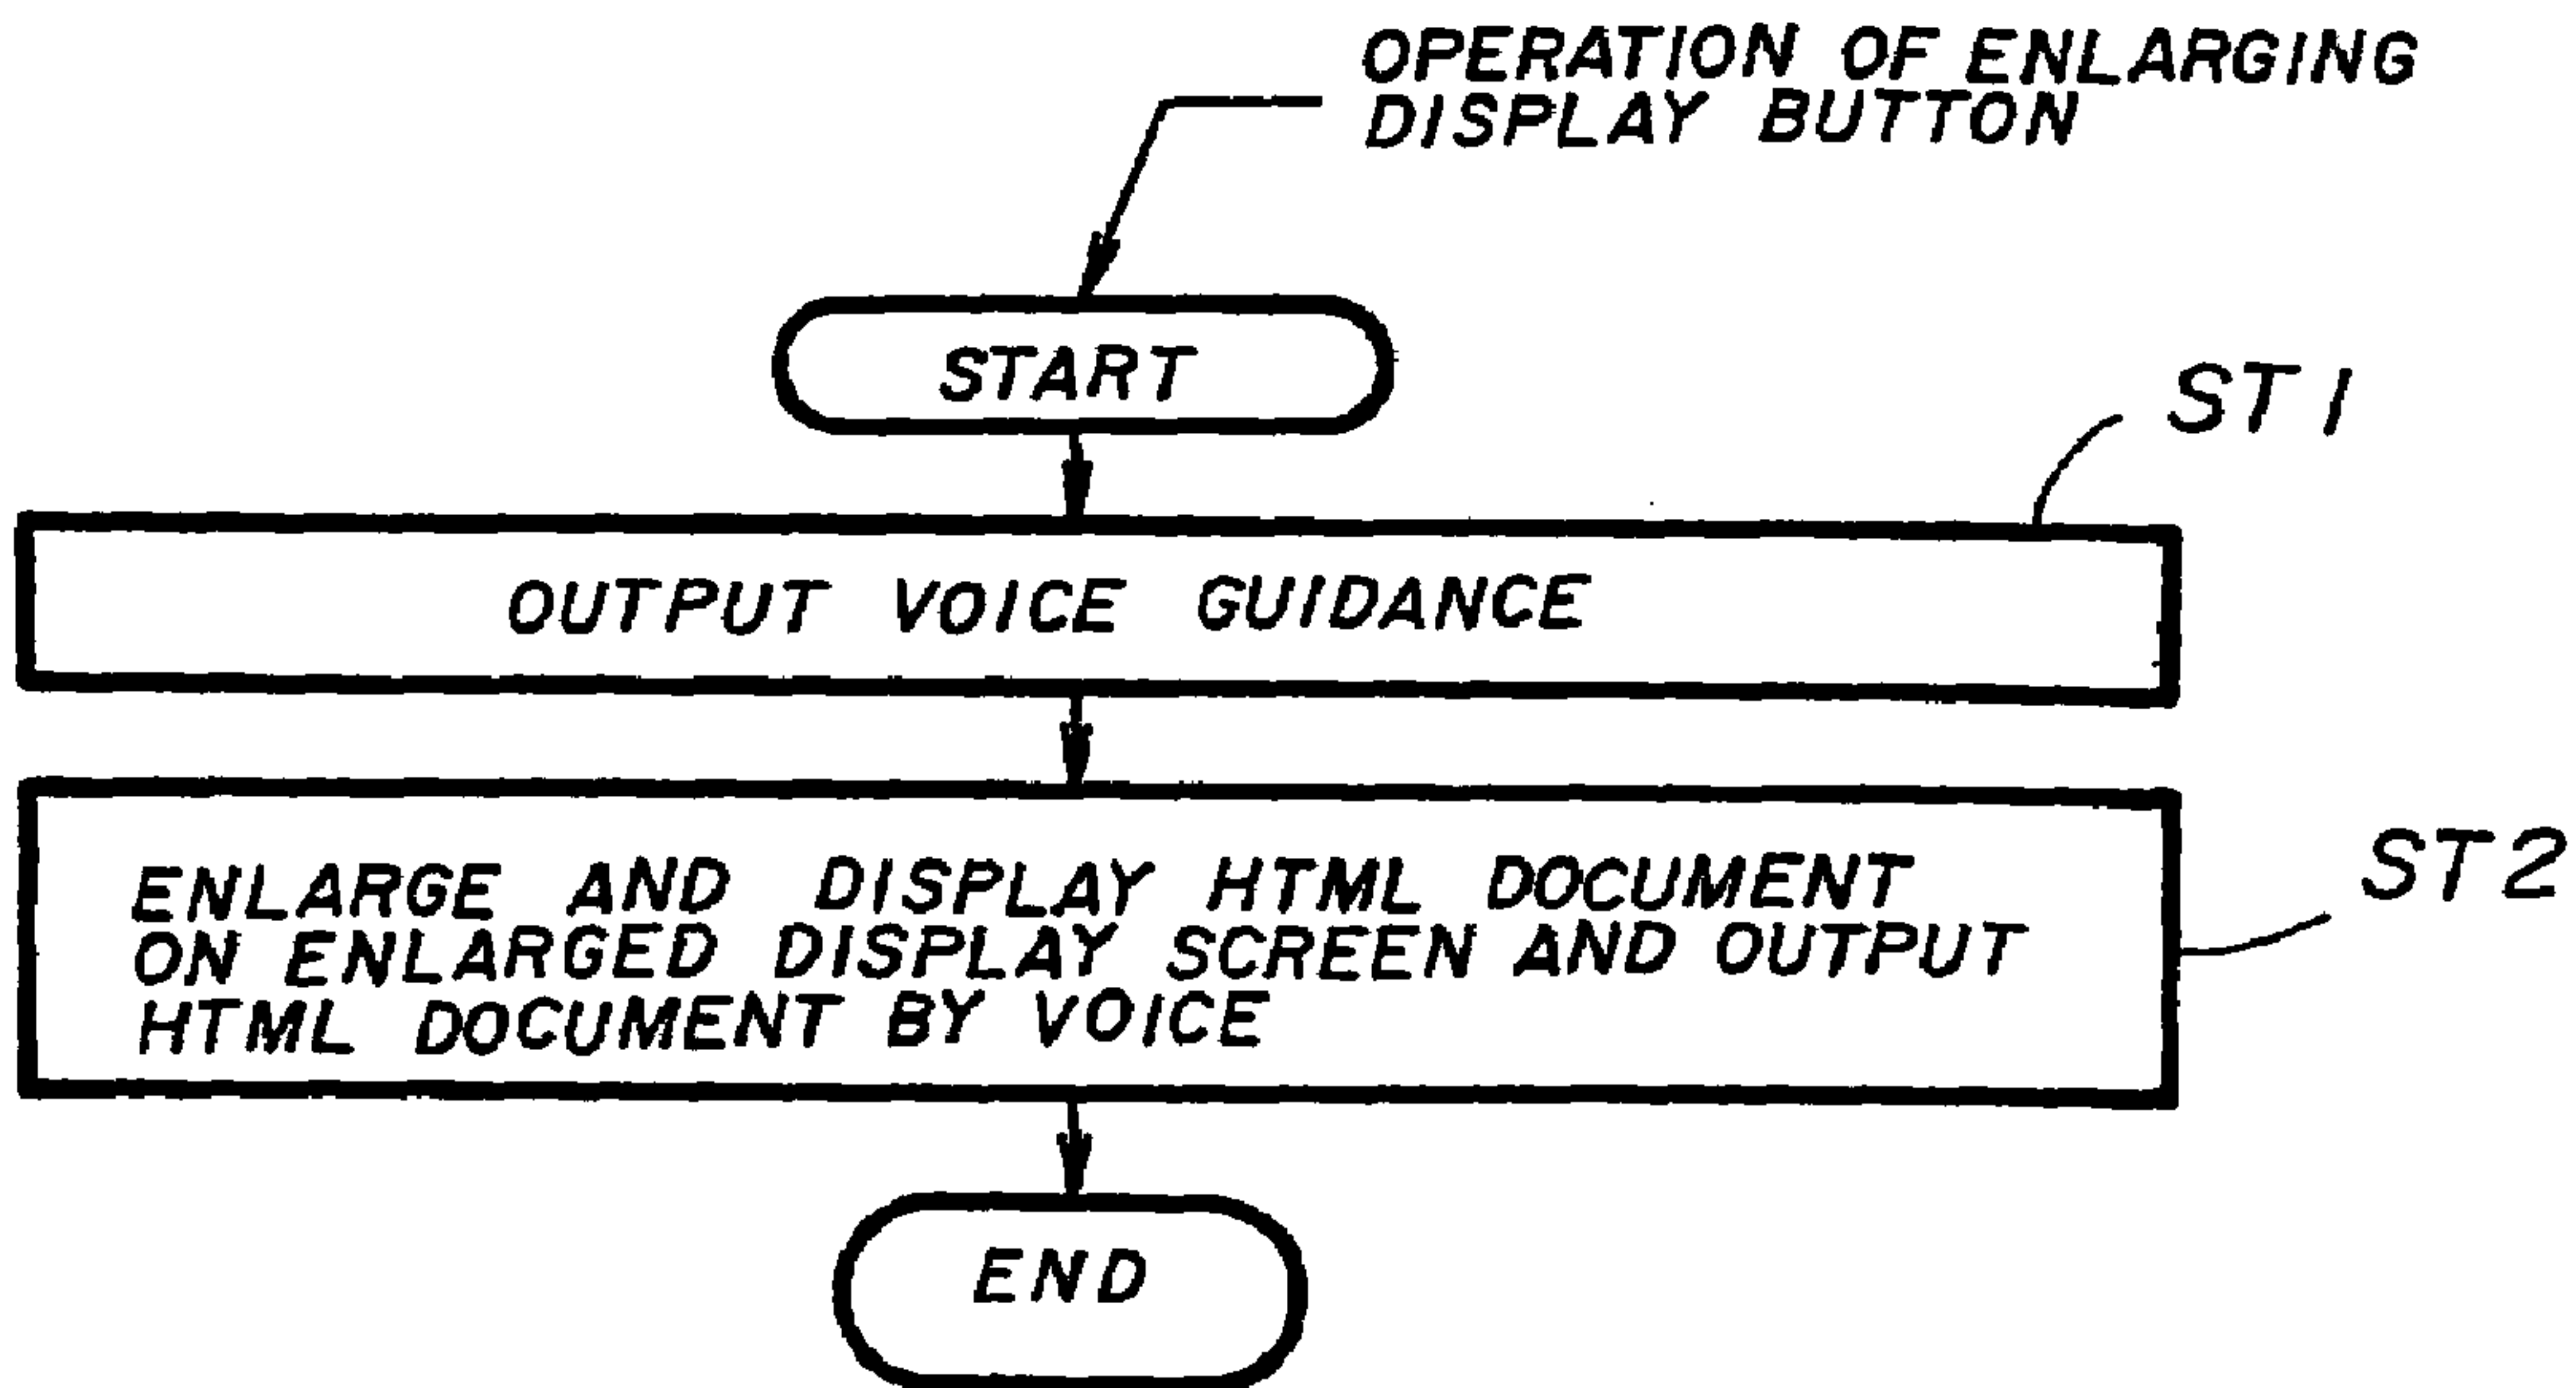 OPERATION OF ENLARGING
DISPLAY BUTTON
START
ST1
OUTPUT VOICE GUIDANCE
ENLARGE AND DISPLAY HTML DOCUMENT
ON ENLARGED DISPLAY SCREEN AND OUTPUT
HTML DOCUMENT BY VOICE
ST2
END